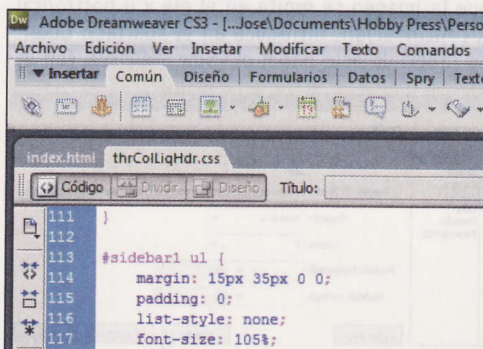 Dw Adobe Dreamweaver CS3 - [...Jose\Documents\Hobby Press\Perso
Archivo Edición Ver Insertar Modificar Texto Comandos
Insertar Común Diseño Formularios Datos Spry Text
index.html thrColLiqHdr.css
Código Dividir Diseño Título:
111 }
112
113 #sidebar1 ul {
114 margin: 15px 35px 0 0;
115 padding: 0;
116 list-style: none;
117 font-size: 105%;